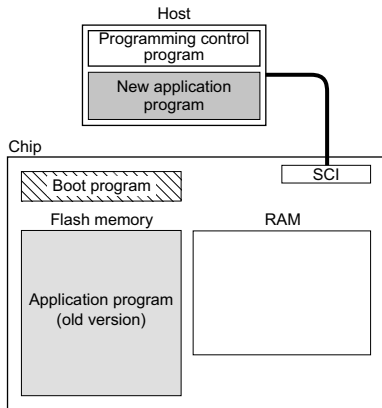 Host
Programming control
program
New application
program
Chip
SCI
Boot program
Flash memory
RAM
Application program
(old version)